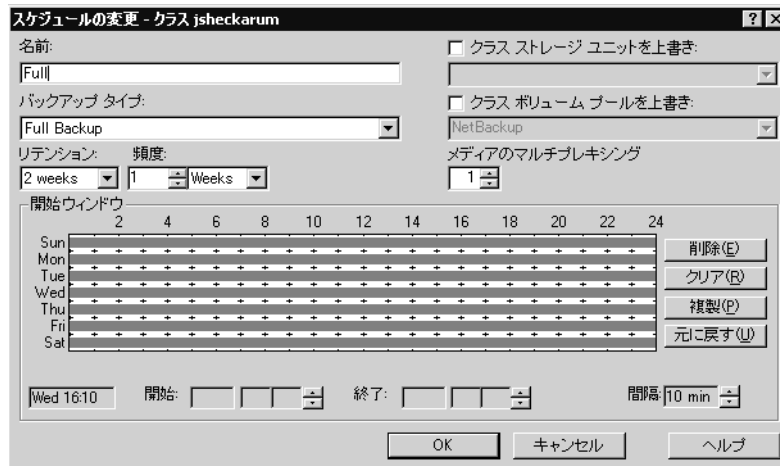 スケジュールの変更 - クラス jsheckarum
名前:
Full
クラス ストレージ ユニットを上書き:
バックアップ タイプ:
Full Backup
クラス ボリューム プールを上書き:
NetBackup
リテンション: 頻度:
2 weeks 1 Weeks
メディアのマルチプレキシング
1
開始ウィンドウ
2 4 6 8 10 12 14 16 18 20 22 24
Sun
Mon
Tue
Wed
Thu
Fri
Sat
削除(E)
クリア(R)
複製(P)
元に戻す(U)
Wed 16:10 開始: 終了: 間隔: 10 min
OK キャンセル ヘルプ